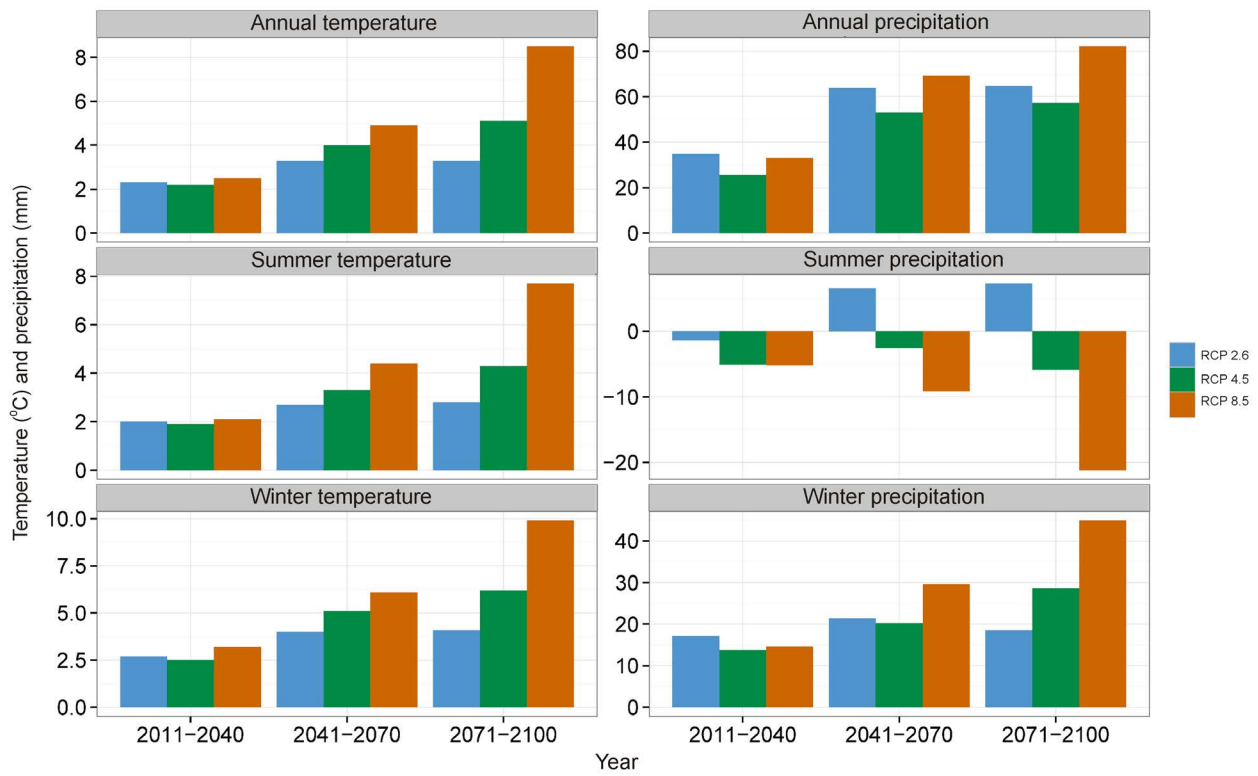 Temperature (⁰C) and precipitation (mm)
Annual temperature
8
6
4
2
0
Annual precipitation
80
60
40
20
0
Summer temperature
8
6
4
2
0
Summer precipitation
0
−10
−20
Winter temperature
10.0
7.5
5.0
2.5
0.0
2011−2040 2041−2070 2071−2100
Winter precipitation
40
30
20
10
0
2011−2040 2041−2070 2071−2100
Year
RCP 2.6
RCP 4.5
RCP 8.5